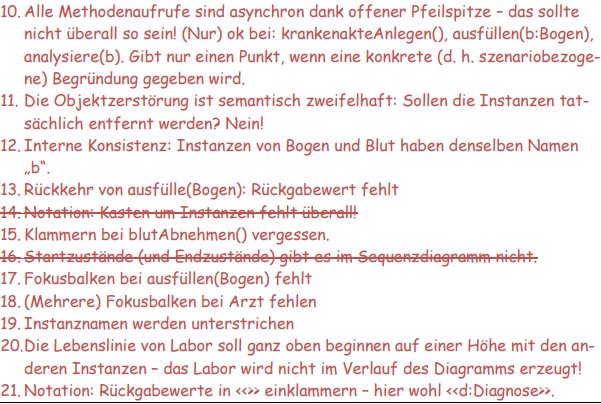 10. Alle Methodenaufrufe sind asynchron dank offener Pfeilspitze – das sollte
nicht überall so sein! (Nur) ok bei: krankenakteAnlegen(), ausfüllen(b:Bogen),
analysiere(b). Gibt nur einen Punkt, wenn eine konkrete (d. h. szenariobezoge-
ne) Begründung gegeben wird.
11. Die Objektzerstörung ist semantisch zweifelhaft: Sollen die Instanzen tat-
sächlich entfernt werden? Nein!
12. Interne Konsistenz: Instanzen von Bogen und Blut haben denselben Namen
„b“.
13. Rückkehr von ausfülle(Bogen): Rückgabewert fehlt
14. Notation: Kasten um Instanzen fehlt überall!
15. Klammern bei blutAbnehmen() vergessen.
16. Startzustände (und Endzustände) gibt es im Sequenzdiagramm nicht.
17. Fokusbalken bei ausfüllen(Bogen) fehlt
18. (Mehrere) Fokusbalken bei Arzt fehlen
19. Instanznamen werden unterstrichen
20.Die Lebenslinie von Labor soll ganz oben beginnen auf einer Höhe mit den an-
deren Instanzen – das Labor wird nicht im Verlauf des Diagramms erzeugt!
21. Notation: Rückgabewerte in <<>> einklammern – hier wohl <<d:Diagnose>>.